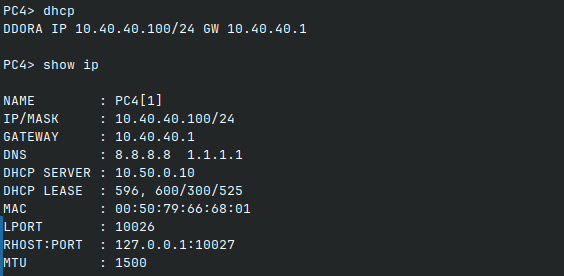 PC4> dhcp
DDORA IP 10.40.40.100/24 GW 10.40.40.1
PC4> show ip
NAME        : PC4[1]
IP/MASK     : 10.40.40.100/24
GATEWAY     : 10.40.40.1
DNS         : 8.8.8.8  1.1.1.1
DHCP SERVER : 10.50.0.10
DHCP LEASE  : 596, 600/300/525
MAC         : 00:50:79:66:68:01
LPORT       : 10026
RHOST:PORT  : 127.0.0.1:10027
MTU         : 1500